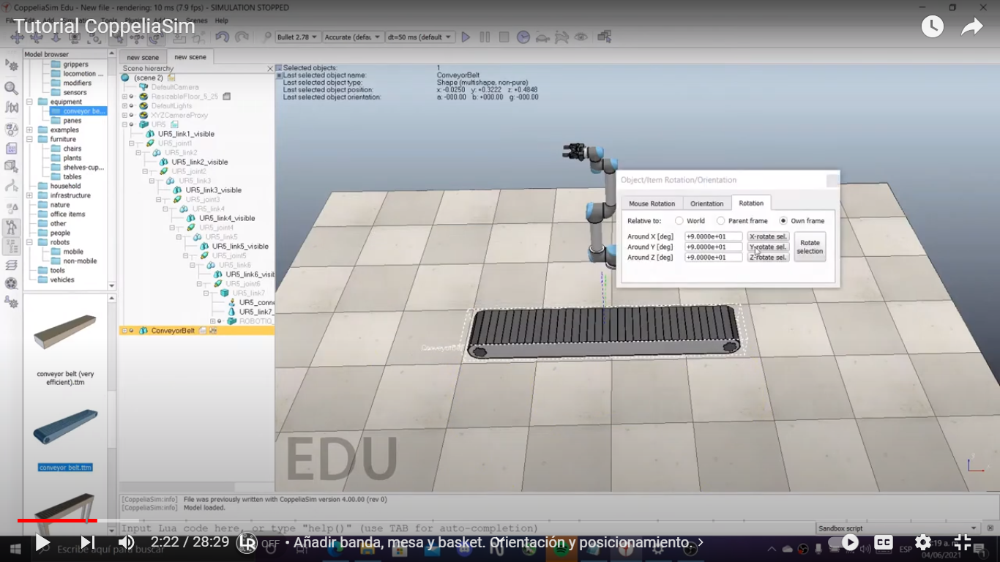 CoppeliaSim Edu - New file - rendering: 10 ms (7.9 fps) - SIMULATION STOPPED
Tutorial CoppeliaSim
Scenes Help
Bullet 2.78
Accurate (defau
dt=50 ms (default
Model browser
grippers
locomotion ...
modifiers
sensors
equipment
conveyor be...
panes
examples
furniture
chairs
plants
shelves-cup...
tables
household
infrastructure
nature
office items
other
people
robots
mobile
non-mobile
tools
vehicles
conveyor belt (very
efficient).ttm
conveyor belt.ttm
new scene
new scene
Scene hierarchy
(scene 2)
DefaultCamera
ResizableFloor_5_25
DefaultLights
XYZCameraProxy
UR5
UR5_link1_visible
UR5_joint1
UR5_link2
UR5_link2_visible
UR5_joint2
UR5_link3
UR5_link3_visible
UR5_joint3
UR5_link4
UR5_link4_visible
UR5_joint4
UR5_link5
UR5_link5_visible
UR5_joint5
UR5_link6
UR5_link6_visit
UR5_joint6
UR5_link7
UR5_conne
UR5_link7_
ROBOTIQ_
ConveyorBelt
Selected objects: 1
Last selected object name: ConveyorBelt
Last selected object type: Shape (multishape, non-pure)
Last selected object position: x: -0.0250 y: +0.3222 z: +0.4848
Last selected object orientation: a: -000.00 b: +000.00 g: -000.00
Object/Item Rotation/Orientation
Mouse Rotation
Orientation
Rotation
Relative to: World Parent frame Own frame
Around X [deg] +9.0000e+01 X-rotate sel.
Around Y [deg] +9.0000e+01 Y-rotate sel.
Around Z [deg] +9.0000e+01 Z-rotate sel.
Rotate
selection
EDU
[CoppeliaSim:info] File was previously written with CoppeliaSim version 4.00.00 (rev 0)
[CoppeliaSim:info] Model loaded.
Input Lua code here, or type "help()" (use TAB for auto-completion)
Sandbox script
2:22 / 28:29
OFF
• Añadir banda, mesa y basket. Orientación y posicionamiento. ›
Escribe aquí para buscar
ESP
:19 a. m.
04/06/2021